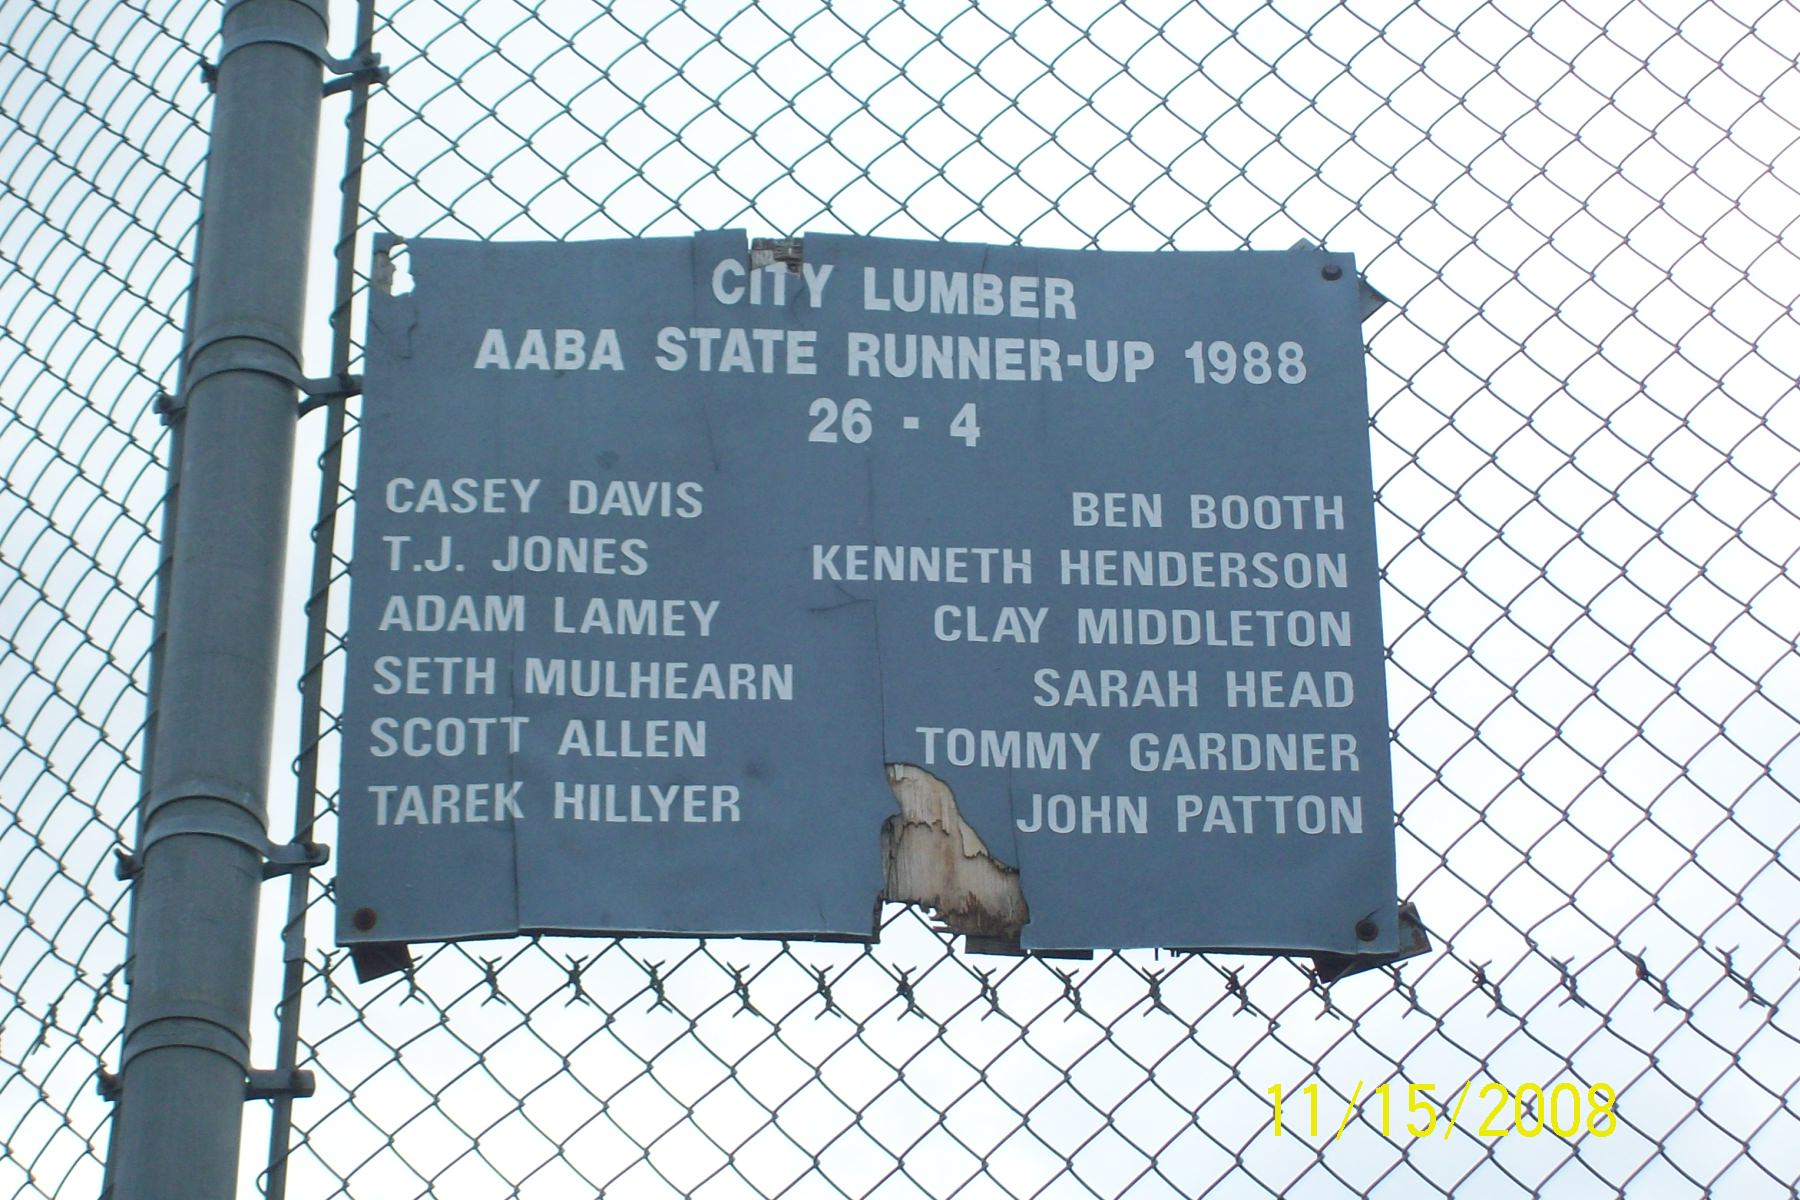 CITY LUMBER
AABA STATE RUNNER-UP 1988
26 - 4
CASEY DAVIS
T.J. JONES
ADAM LAMEY
SETH MULHEARN
SCOTT ALLEN
TAREK HILLYER
BEN BOOTH
KENNETH HENDERSON
CLAY MIDDLETON
SARAH HEAD
TOMMY GARDNER
JOHN PATTON
11/15/2008